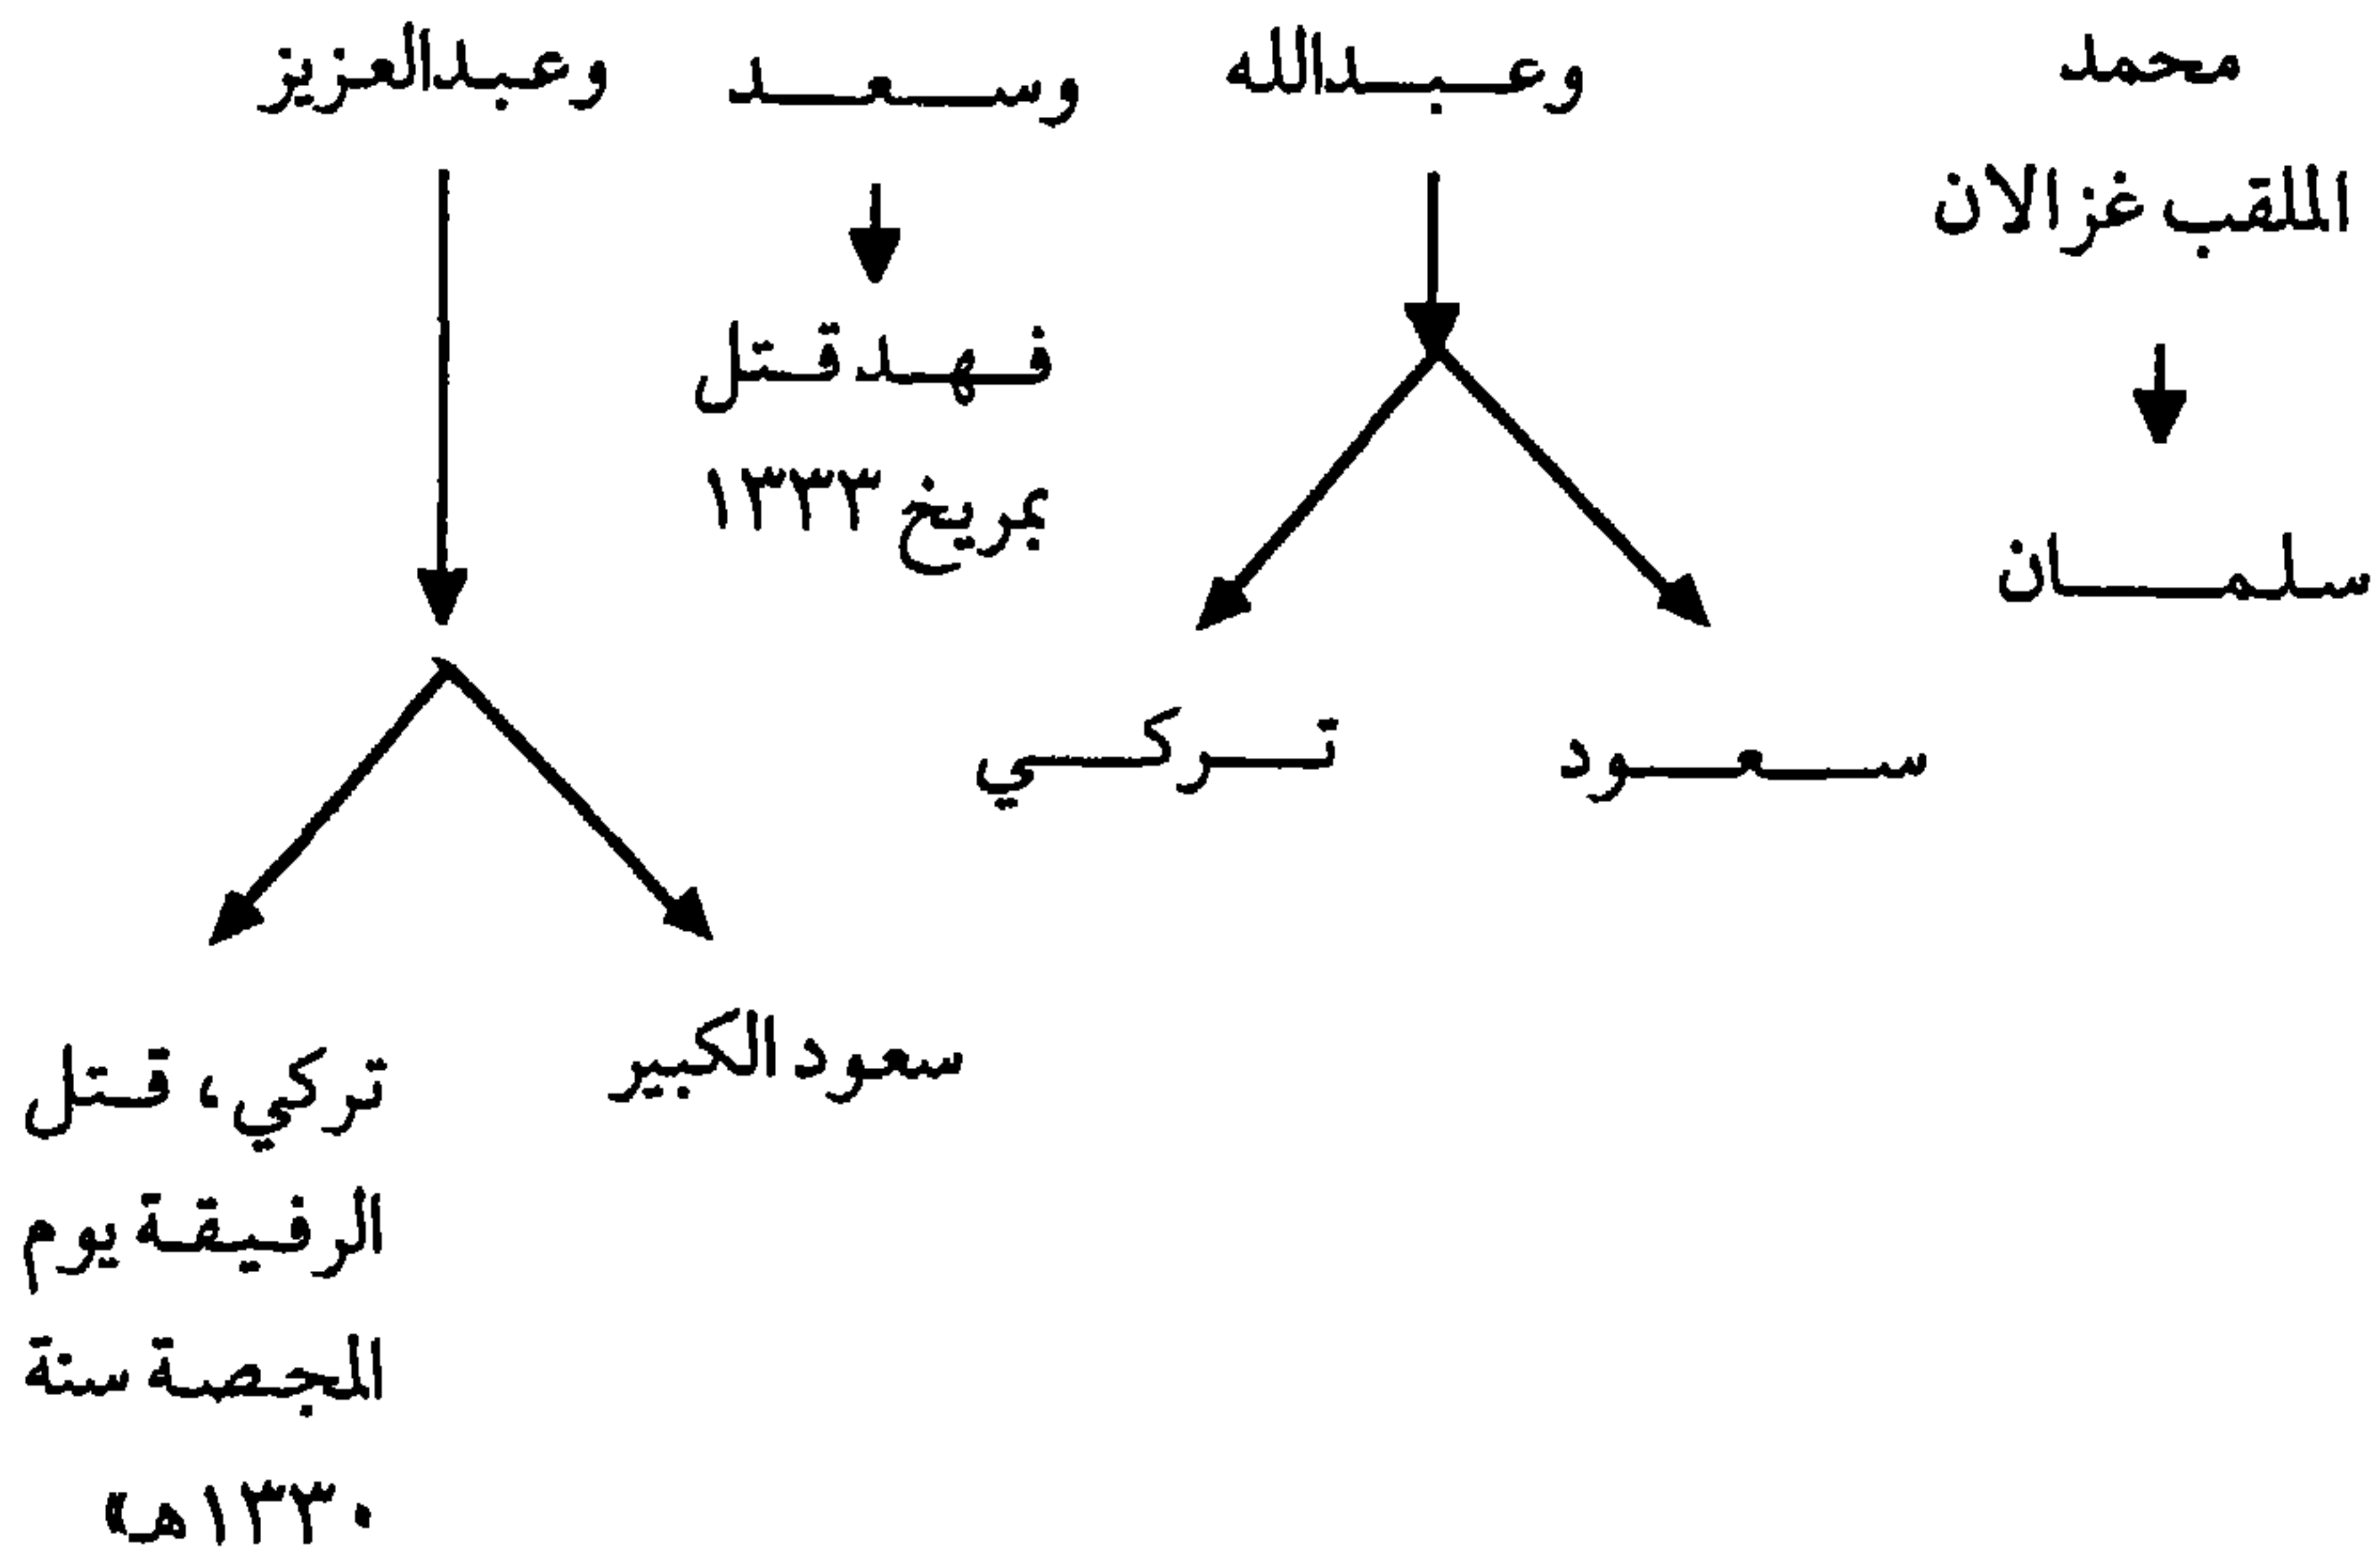 محمد
الملقب غزالان
سلمان
وعبدالله
سعود
تركي
وسعد
فهد قتل
بمريخ ١٣٣٣
وعبدالعزيز
سعود الكبير
تركي، قتل
الرفيقة يوم
المجصة سنة
١٣٣٠هـ»